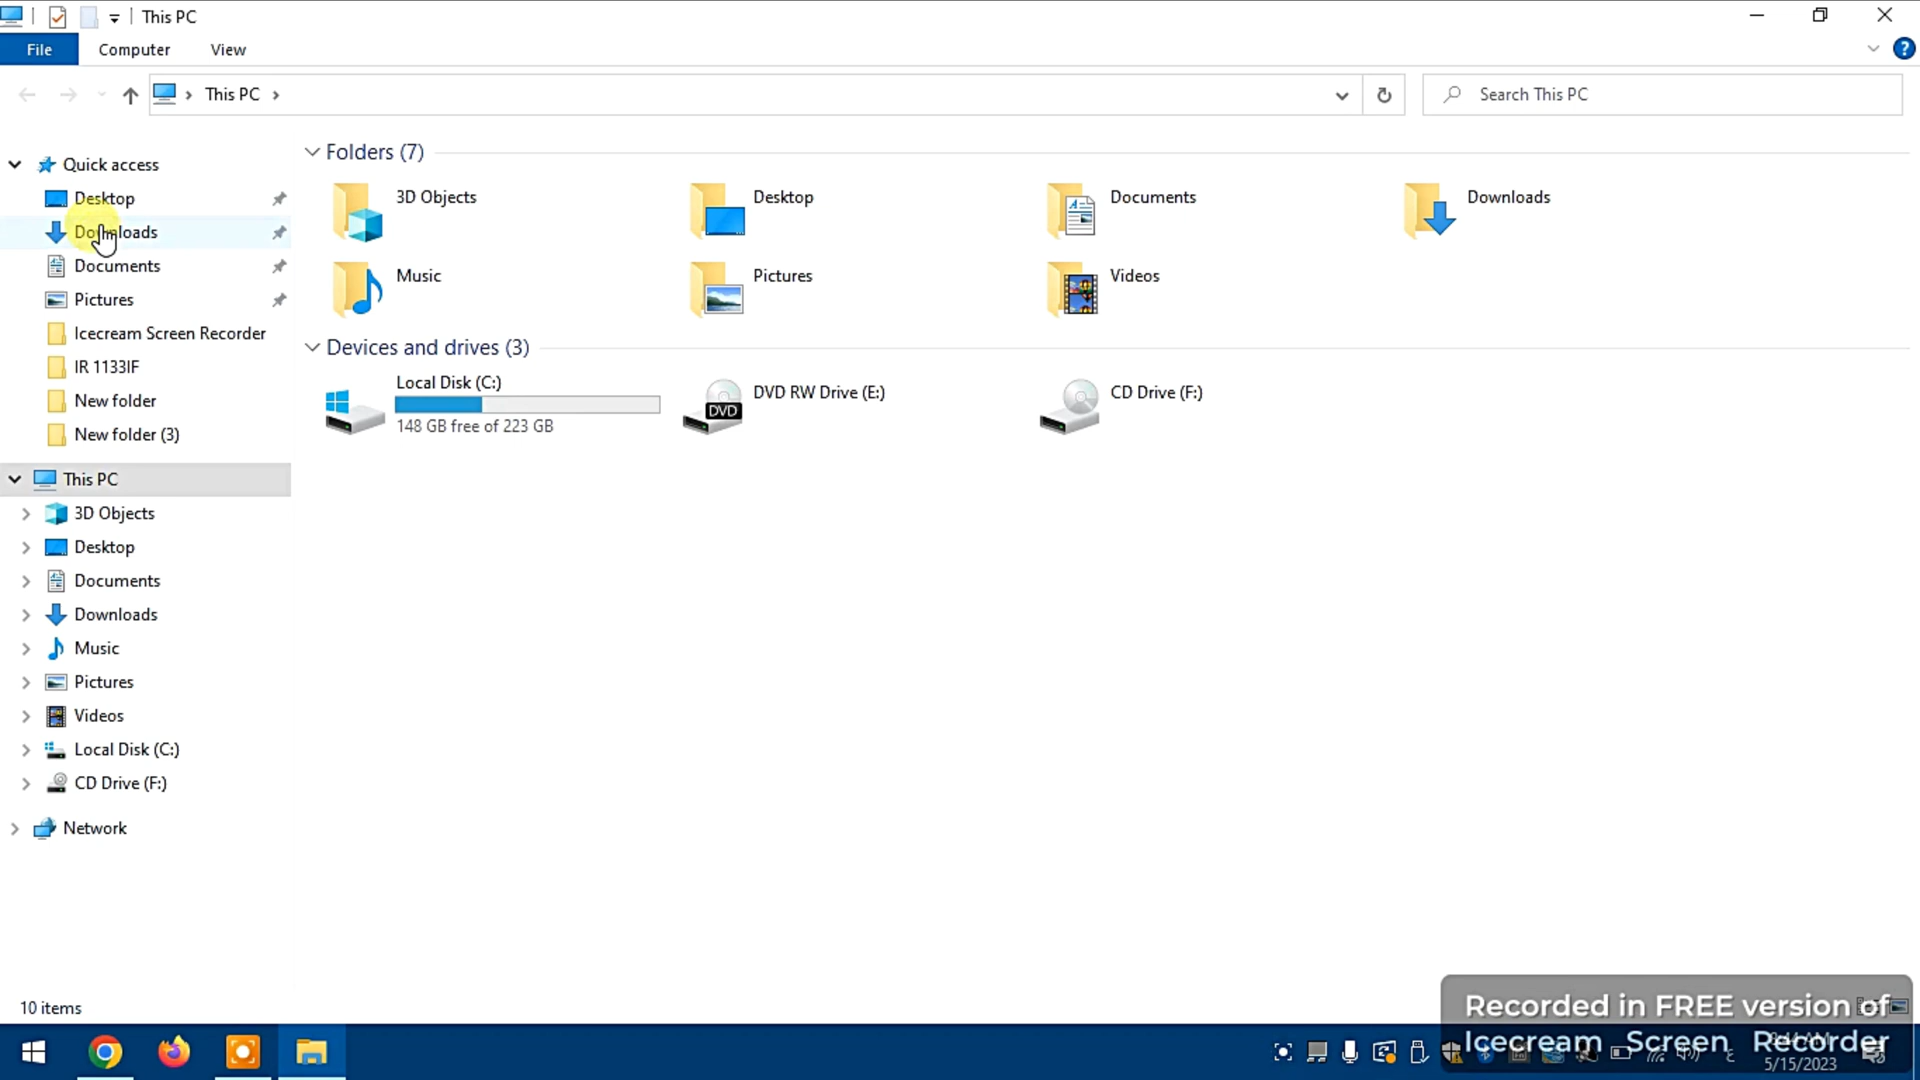 This PC
File Computer View
This PC
Search This PC
Quick access
Desktop
Downloads
Documents
Pictures
Icecream Screen Recorder
IR 1133IF
New folder
New folder (3)
This PC
3D Objects
Desktop
Documents
Downloads
Music
Pictures
Videos
Local Disk (C:)
CD Drive (F:)
Network
Folders (7)
3D Objects
Desktop
Documents
Downloads
Music
Pictures
Videos
Devices and drives (3)
Local Disk (C:)
148 GB free of 223 GB
DVD
DVD RW Drive (E:)
CD Drive (F:)
10 items
Recorded in FREE version of
Icecream Screen Recorder
5/15/2023